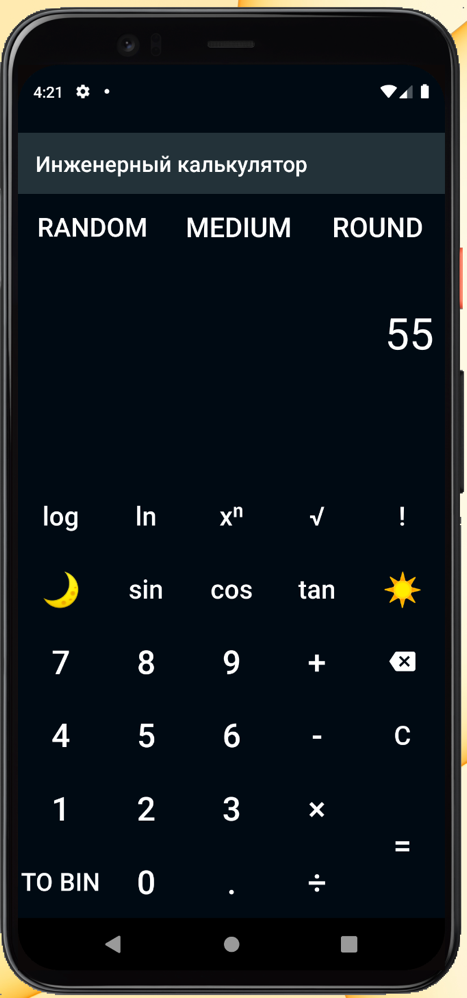 4:21
Инженерный калькулятор
RANDOM MEDIUM ROUND
55
log ln xⁿ √ !
sin cos tan
7 8 9 +
4 5 6 - C
1 2 3 ×
=
TO BIN 0 . ÷